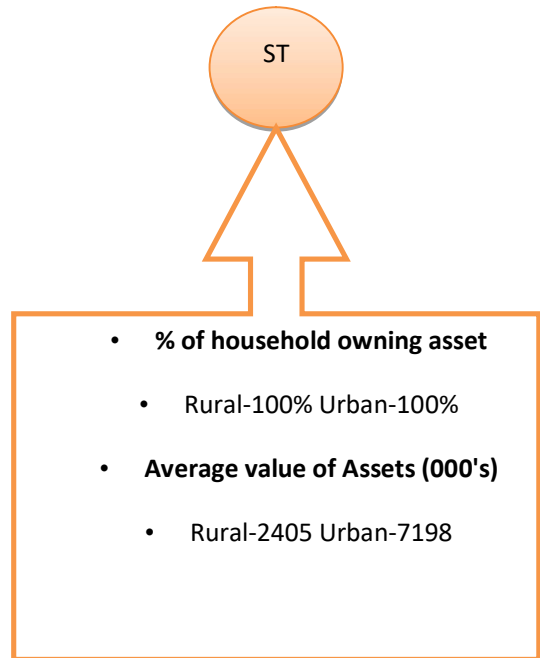 ST
• % of household owning asset
• Rural-100% Urban-100%
• Average value of Assets (000's)
• Rural-2405 Urban-7198